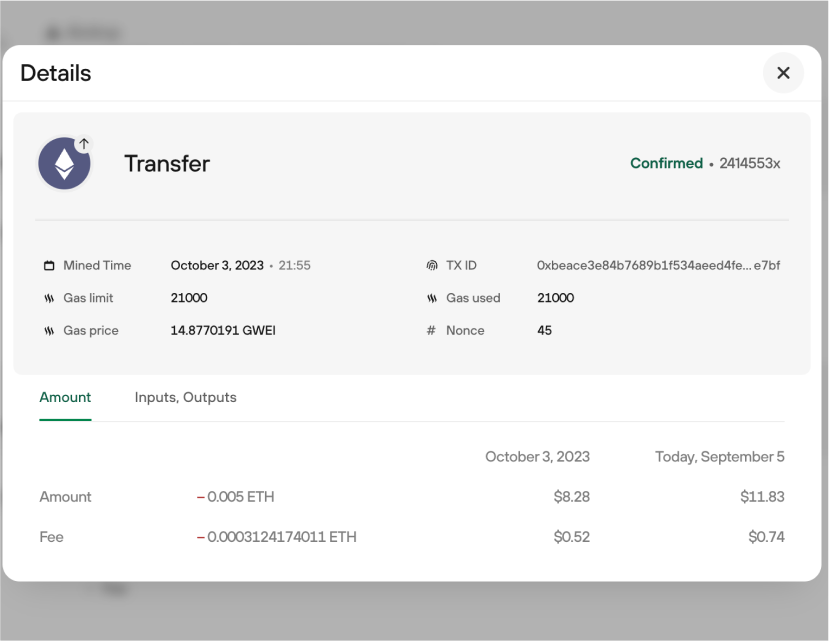 Details
Transfer
Confirmed • 2414553x
Mined Time October 3, 2023 • 21:55
TX ID 0xbeace3e84b7689b1f534aeed4fe... e7bf
Gas limit 21000
Gas used 21000
Gas price 14.8770191 GWEI
# Nonce 45
Amount Inputs, Outputs
October 3, 2023 Today, September 5
Amount – 0.005 ETH $8.28 $11.83
Fee – 0.0003124174011 ETH $0.52 $0.74